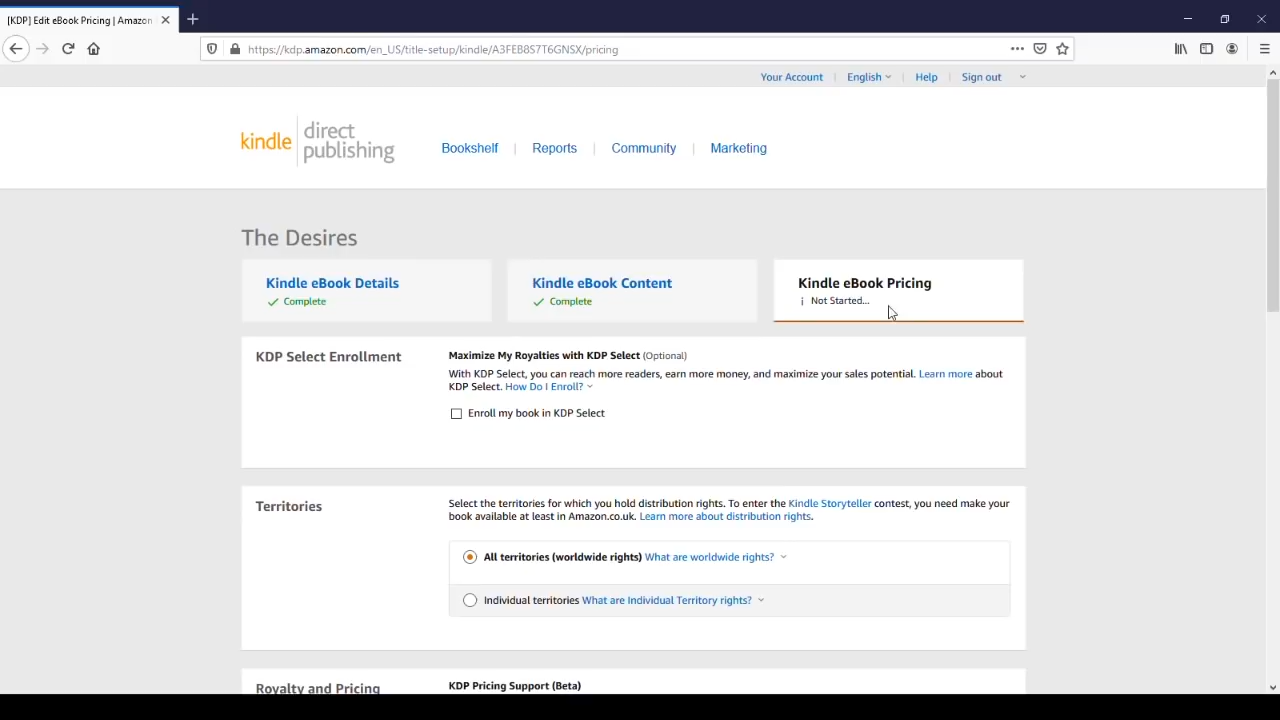 [KDP] Edit eBook Pricing | Amazon
https://kdp.amazon.com/en_US/title-setup/kindle/A3FEB8S7T6GNSX/pricing
Your Account | English | Help | Sign out
kindle direct publishing
Bookshelf | Reports | Community | Marketing
The Desires
Kindle eBook Details
Complete
Kindle eBook Content
Complete
Kindle eBook Pricing
i Not Started...
KDP Select Enrollment
Maximize My Royalties with KDP Select (Optional)
With KDP Select, you can reach more readers, earn more money, and maximize your sales potential. Learn more about
KDP Select. How Do I Enroll?
Enroll my book in KDP Select
Territories
Select the territories for which you hold distribution rights. To enter the Kindle Storyteller contest, you need make your
book available at least in Amazon.co.uk. Learn more about distribution rights.
All territories (worldwide rights) What are worldwide rights?
Individual territories What are Individual Territory rights?
Royalty and Pricing
KDP Pricing Support (Beta)